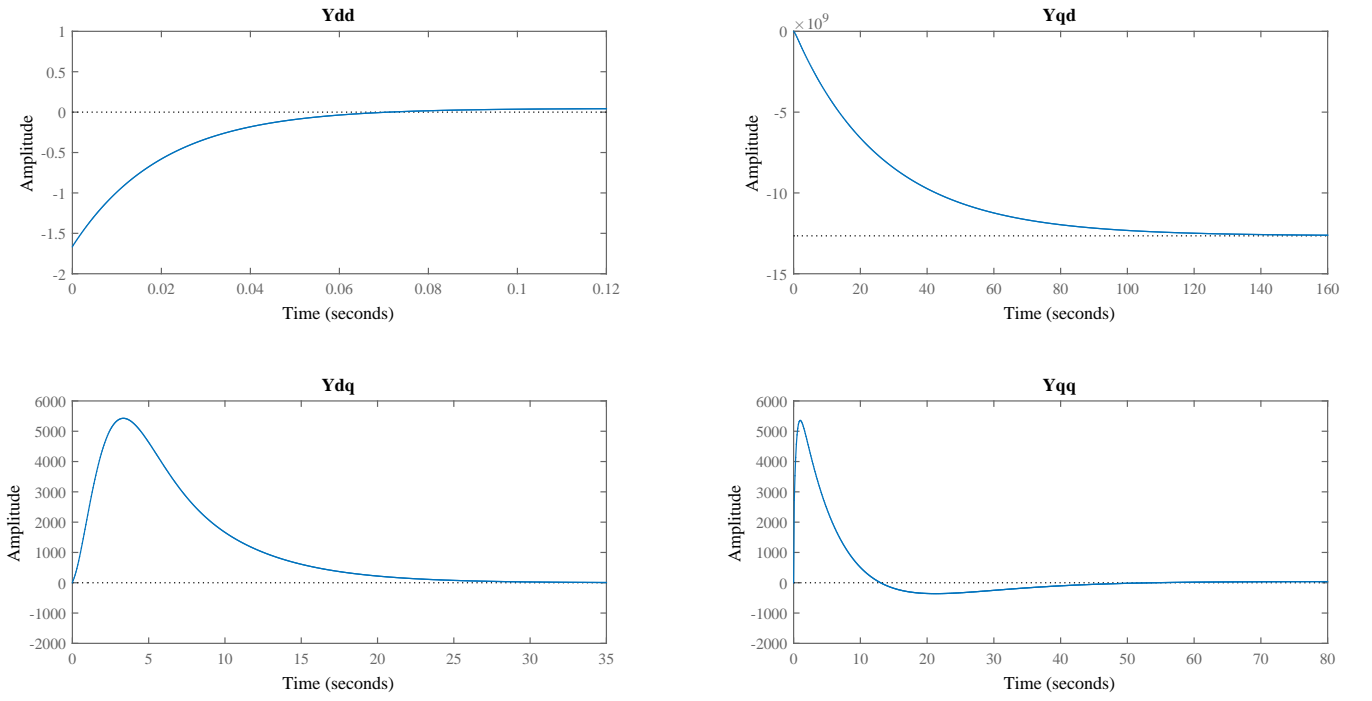 Ydd
Amplitude
1
0.5
0
-0.5
-1
-1.5
-2
0 0.02 0.04 0.06 0.08 0.1 0.12
Time (seconds)
Yqd
×10⁹
Amplitude
0
-5
-10
-15
0 20 40 60 80 100 120 140 160
Time (seconds)
Ydq
Amplitude
6000
5000
4000
3000
2000
1000
0
-1000
-2000
0 5 10 15 20 25 30 35
Time (seconds)
Yqq
Amplitude
6000
5000
4000
3000
2000
1000
0
-1000
-2000
0 10 20 30 40 50 60 70 80
Time (seconds)